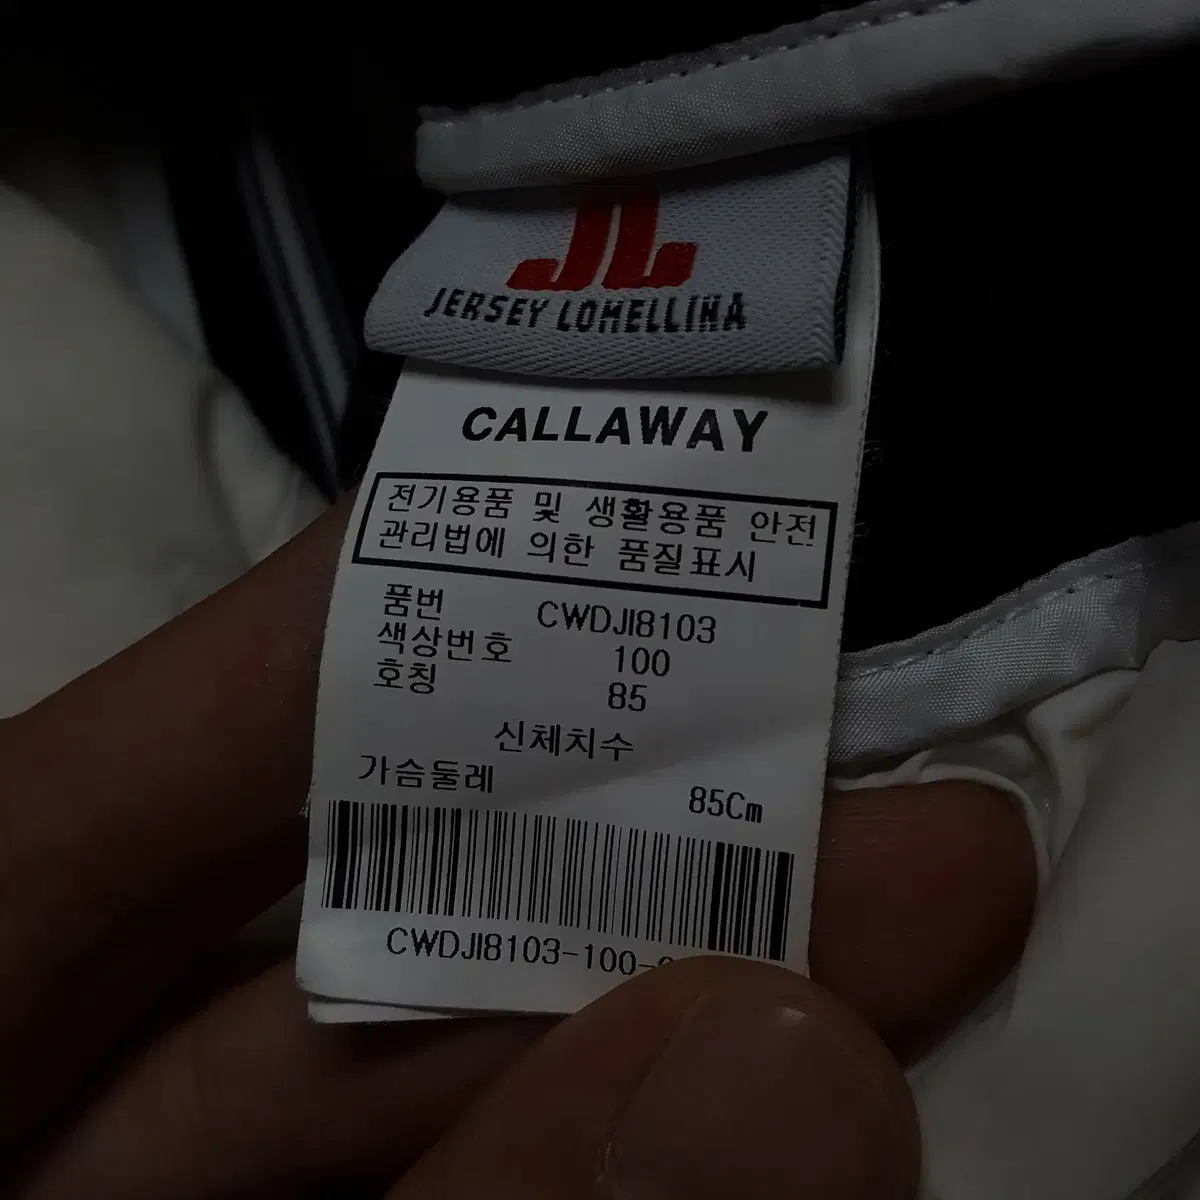 JL
JERSEY LOMELLINA
CALLAWAY
전기용품 및 생활용품 안전
관리법에 의한 품질표시
품번 CWDJI8103
색상번호 100
호칭 85
신체치수
가슴둘레 85Cm
CWDJI8103-100-